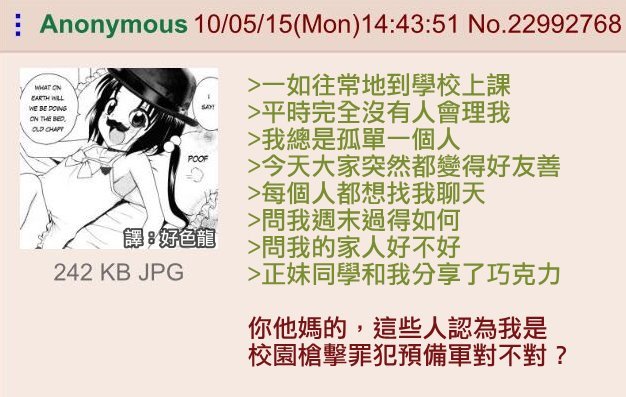 Anonymous 10/05/15(Mon)14:43:51 No.22992768
WHAT ON
EARTH WILL
WE BE DOING
ON THE BED,
OLD CHAP?
I
SAY!
POOF
譯：好色龍
242 KB JPG
>一如往常地到學校上課
>平時完全沒有人會理我
>我總是孤單一個人
>今天大家突然都變得好友善
>每個人都想找我聊天
>問我週末過得如何
>問我的家人好不好
>正妹同學和我分享了巧克力
你他媽的，這些人認為我是
校園槍擊罪犯預備軍對不對？